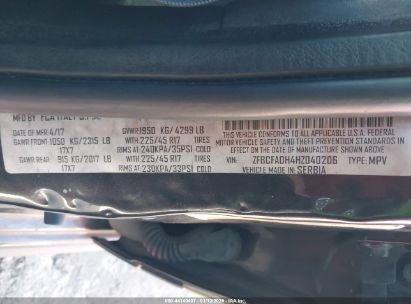 MFD BY FCA ITALY S.P.A.
DATE OF MFR 4/17 GVWR:1950 KG/4299 LB
GAWR FRONT:1050 KG/2315 LB WITH:225/45 R17 TIRES
17X7 RIMS AT: 240KPA/35PSI COLD
GAWR REAR 915 KG/2017 LB WITH:225/45 R17 TIRES
17X7 RIMS AT: 230KPA/33PSI COLD
THIS VEHICLE CONFORMS TO ALL APPLICABLE FEDERAL
MOTOR VEHICLE SAFETY, BUMPER, AND THEFT PREVENTION
STANDARDS IN EFFECT ON THE DATE OF MANUFACTURE
SHOWN ABOVE.
VIN: ZFBCFADH4HZ040206 TYPE: MPV
VEHICLE MADE IN: SERBIA